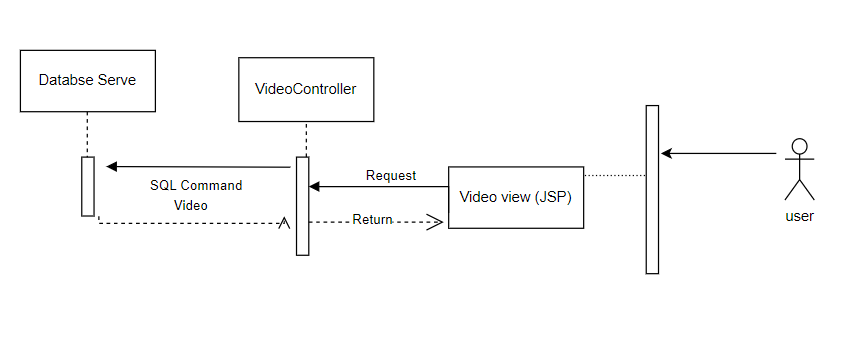 Databse Serve
VideoController
Request
Video view (JSP)
SQL Command
Video
Return
user